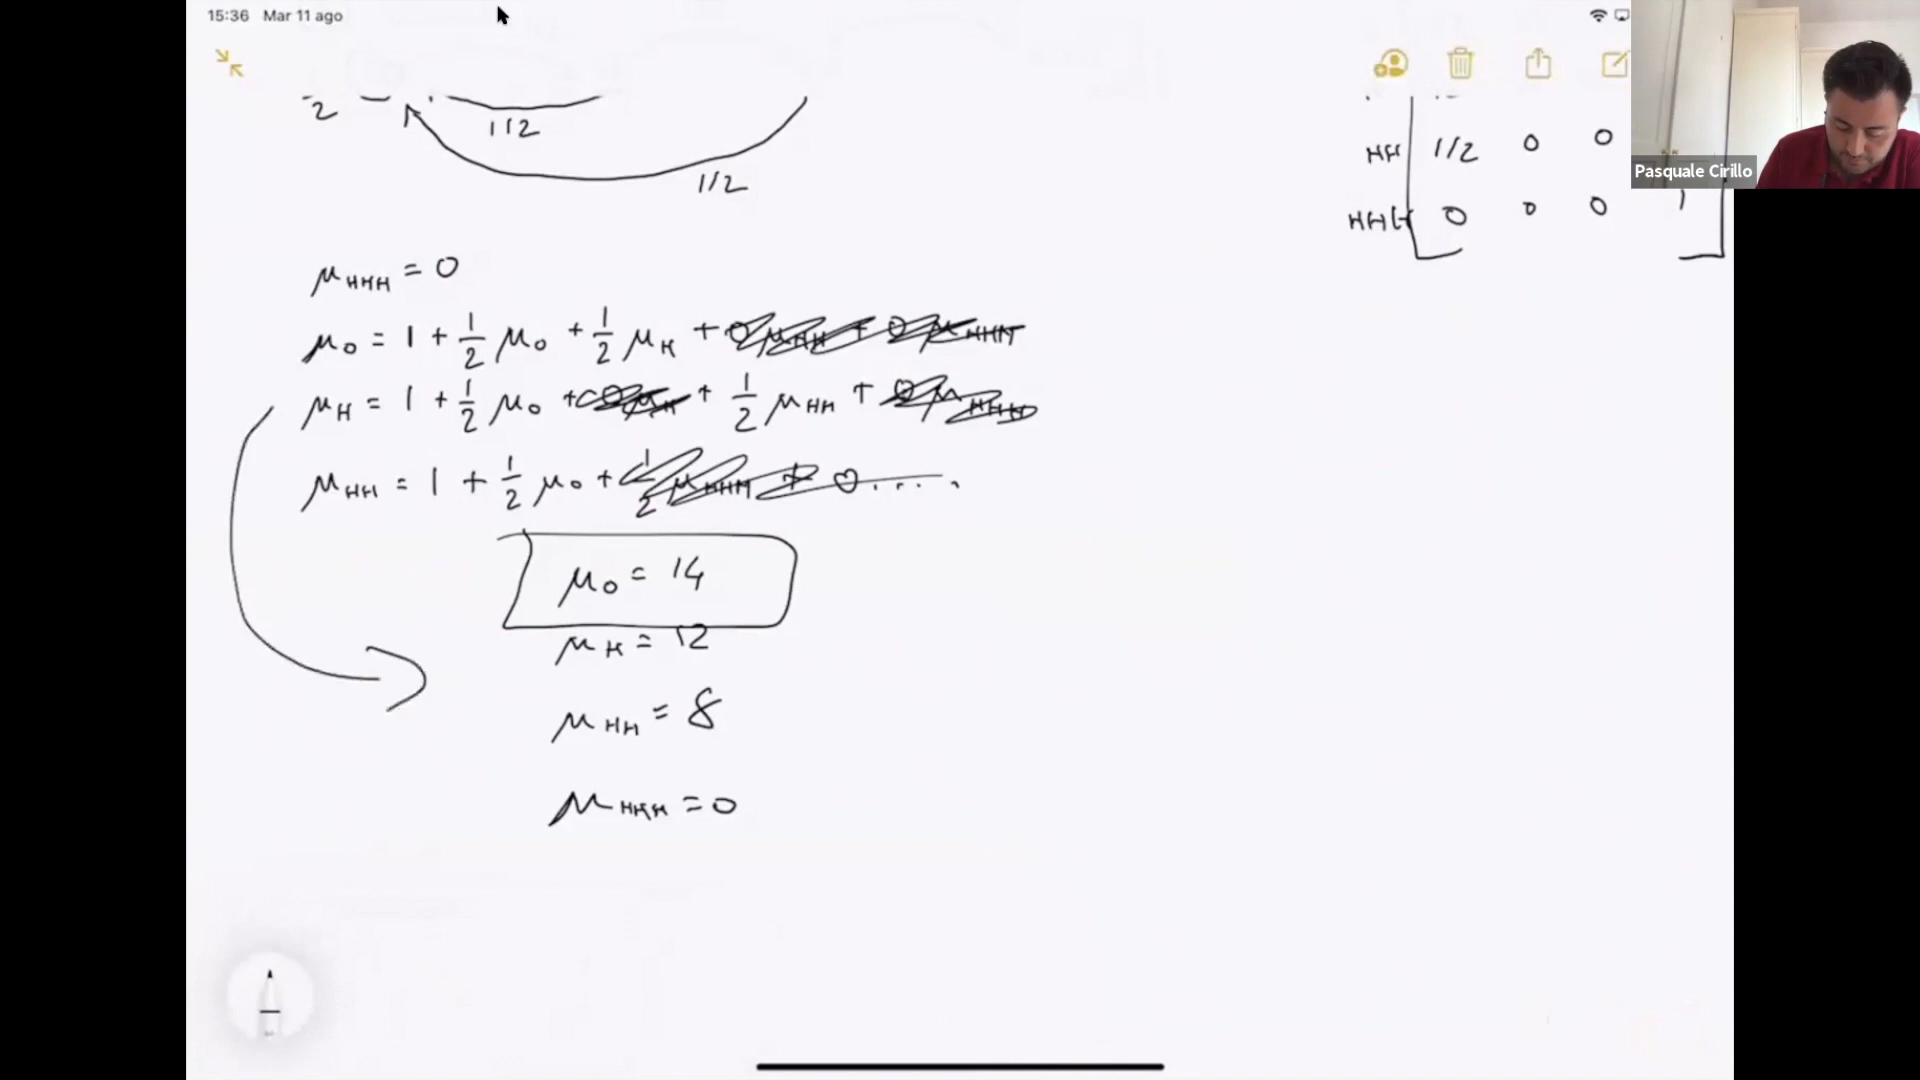 15:36 Mar 11 ago
2
1/2
1/2
HH 1/2 0 0
Pasquale Cirillo
HHH 0 0 0 1
μHHH = 0
μ0 = 1 + 1/2 μ0 + 1/2 μH + 0 μHH + 0 μHHH
μH = 1 + 1/2 μ0 + 0 μH + 1/2 μHH + 0 μHHH
μHH = 1 + 1/2 μ0 + 1/2 μHHH + 0 ....
μ0 = 14
μH = 12
μHH = 8
μHHH = 0